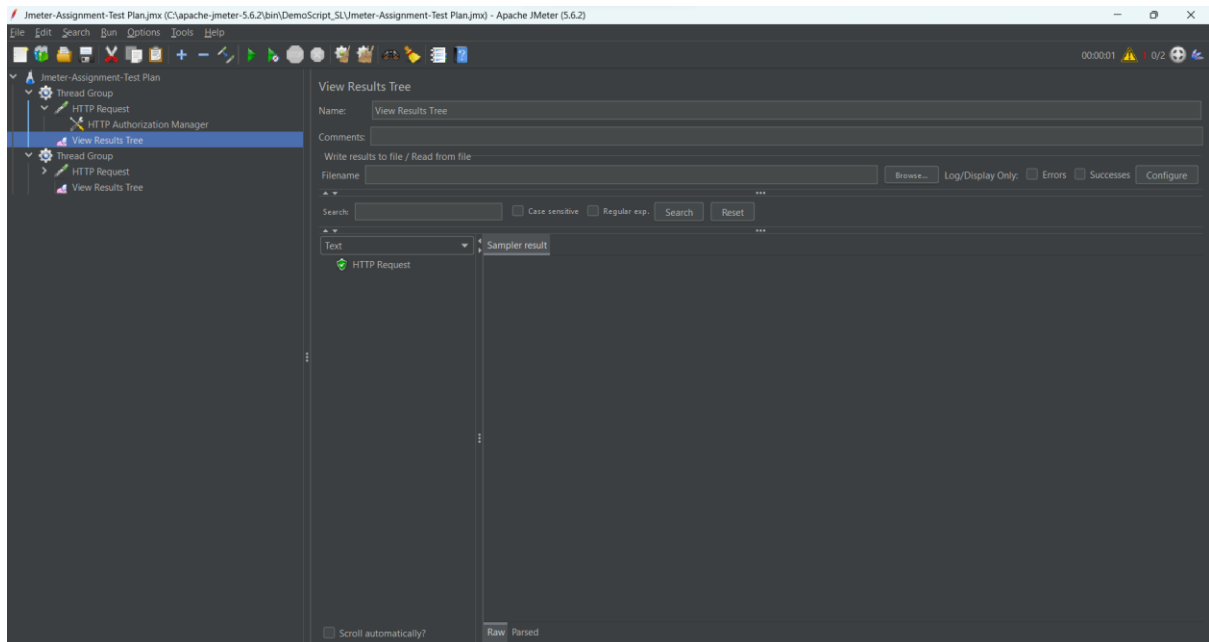 Jmeter-Assignment-Test Plan.jmx (C:\apache-jmeter-5.6.2\bin\DemoScript_SL\Jmeter-Assignment-Test Plan.jmx) - Apache JMeter (5.6.2)
File Edit Search Run Options Tools Help
00:00:01 0/2
Jmeter-Assignment-Test Plan
Thread Group
HTTP Request
HTTP Authorization Manager
View Results Tree
Thread Group
HTTP Request
View Results Tree
View Results Tree
Name: View Results Tree
Comments:
Write results to file / Read from file
Filename Browse... Log/Display Only: Errors Successes Configure
Search: Case sensitive Regular exp. Search Reset
Text Sampler result
HTTP Request
Scroll automatically? Raw Parsed